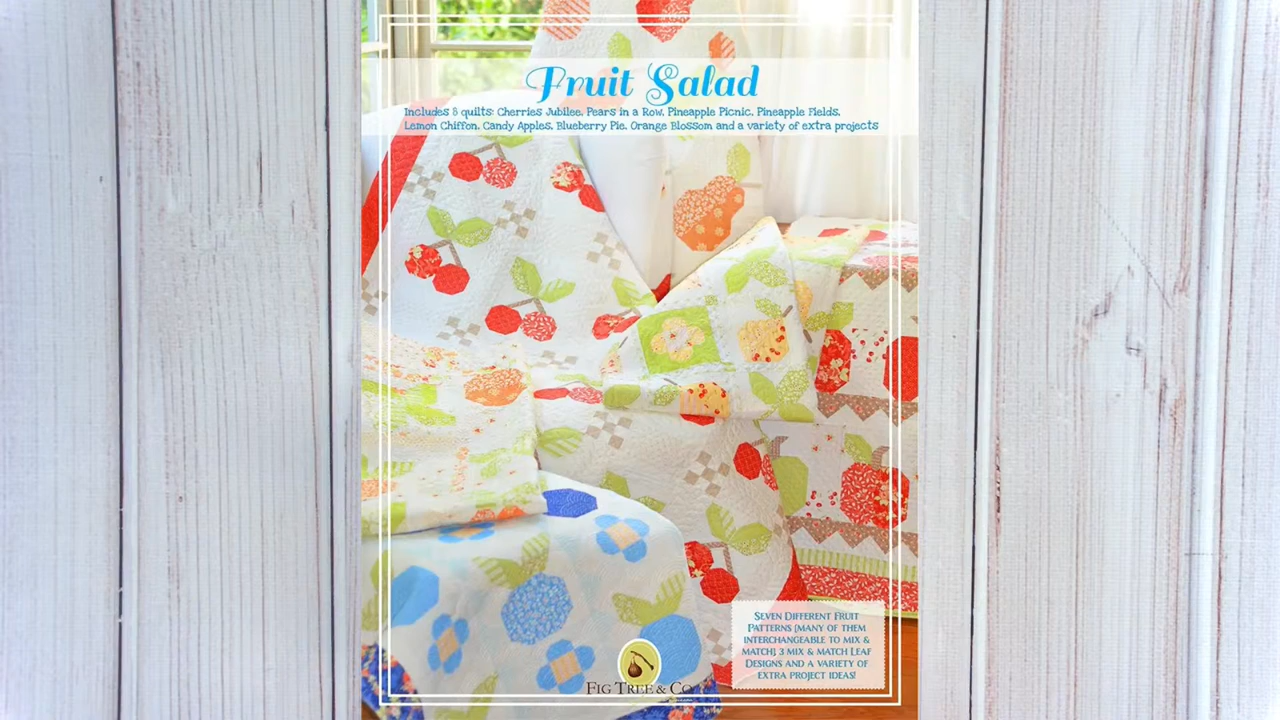 Fruit Salad
Includes 8 quilts: Cherries Jubilee, Pears in a Row, Pineapple Picnic, Pineapple Fields,
Lemon Chiffon, Candy Apples, Blueberry Pie, Orange Blossom and a variety of extra projects
Seven Different Fruit
Patterns (many of them
interchangeable to mix &
match), 3 mix & match Leaf
Designs and a variety of
extra project ideas!
Fig Tree & Co.